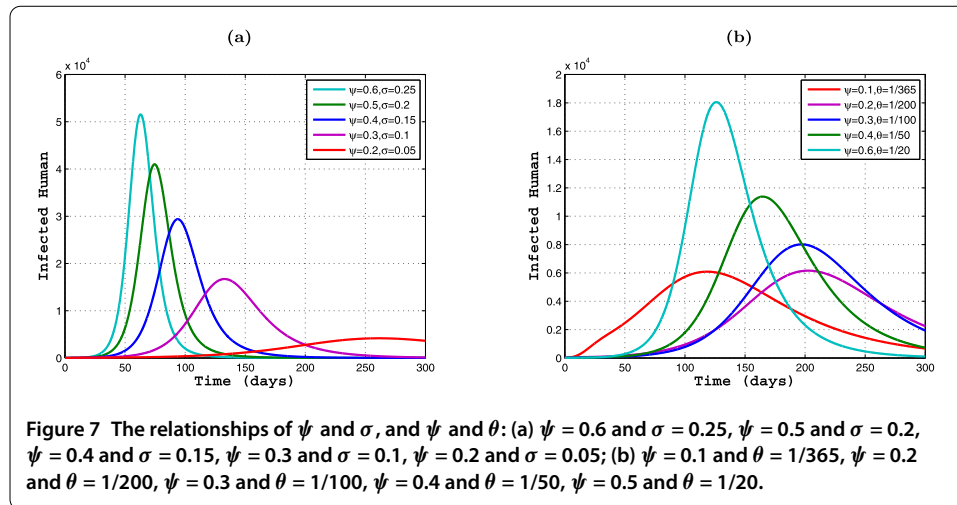 (a)
x 10⁴
6
5
4
3
2
1
0
Infected Human
0 50 100 150 200 250 300
Time (days)
ψ=0.6,σ=0.25
ψ=0.5,σ=0.2
ψ=0.4,σ=0.15
ψ=0.3,σ=0.1
ψ=0.2,σ=0.05
(b)
x 10⁴
2
1.8
1.6
1.4
1.2
1
0.8
0.6
0.4
0.2
0
Infected Human
0 50 100 150 200 250 300
Time (days)
ψ=0.1,θ=1/365
ψ=0.2,θ=1/200
ψ=0.3,θ=1/100
ψ=0.4,θ=1/50
ψ=0.6,θ=1/20
Figure 7 The relationships of ψ and σ, and ψ and θ: (a) ψ = 0.6 and σ = 0.25, ψ = 0.5 and σ = 0.2,
ψ = 0.4 and σ = 0.15, ψ = 0.3 and σ = 0.1, ψ = 0.2 and σ = 0.05; (b) ψ = 0.1 and θ = 1/365, ψ = 0.2
and θ = 1/200, ψ = 0.3 and θ = 1/100, ψ = 0.4 and θ = 1/50, ψ = 0.5 and θ = 1/20.